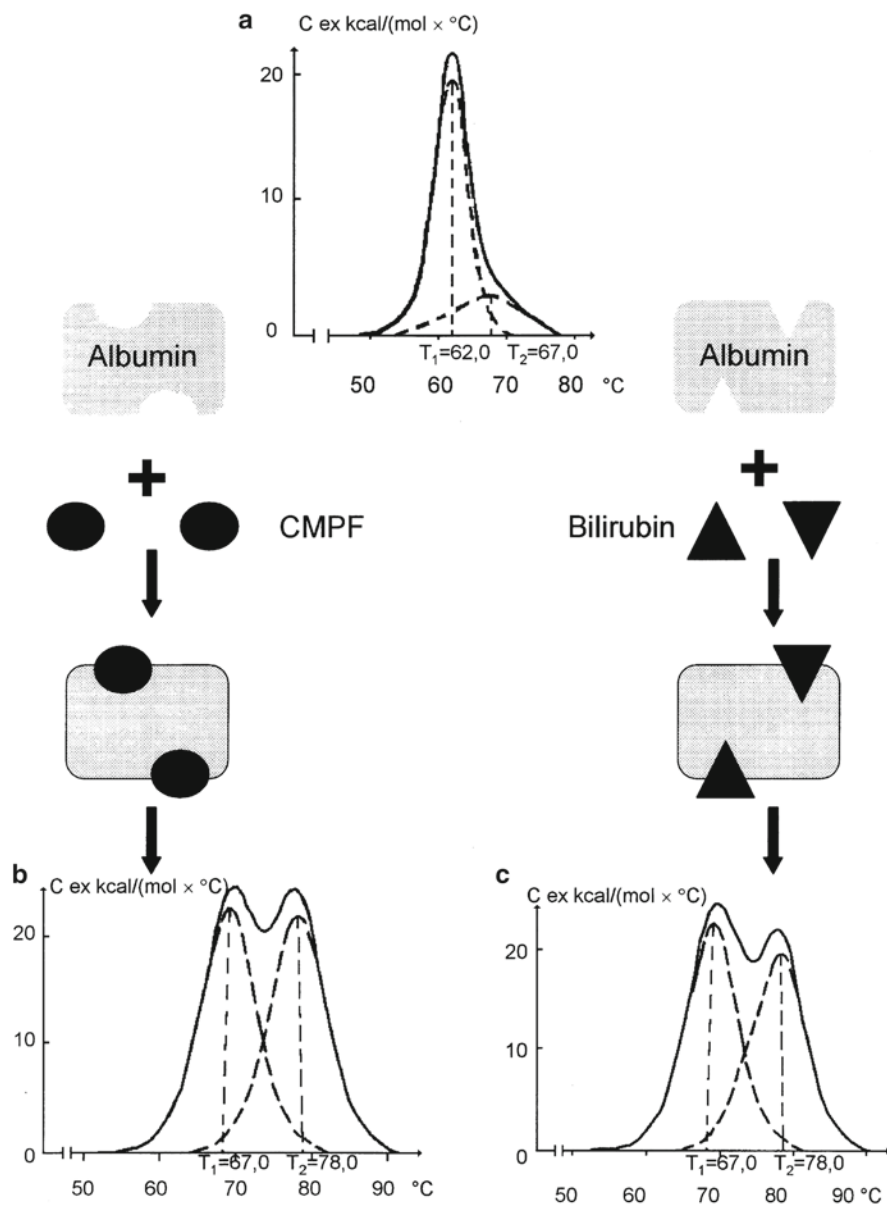 a
C ex kcal/(mol × °C)
20
10
0
T₁=62,0 T₂=67,0
50 60 70 80 °C
Albumin
Albumin
+
+
CMPF
Bilirubin
b
C ex kcal/(mol × °C)
20
10
0
T₁=67,0 T₂=78,0
50 60 70 80 90 °C
c
C ex kcal/(mol × °C)
20
10
0
T₁=67,0 T₂=78,0
50 60 70 80 90 °C